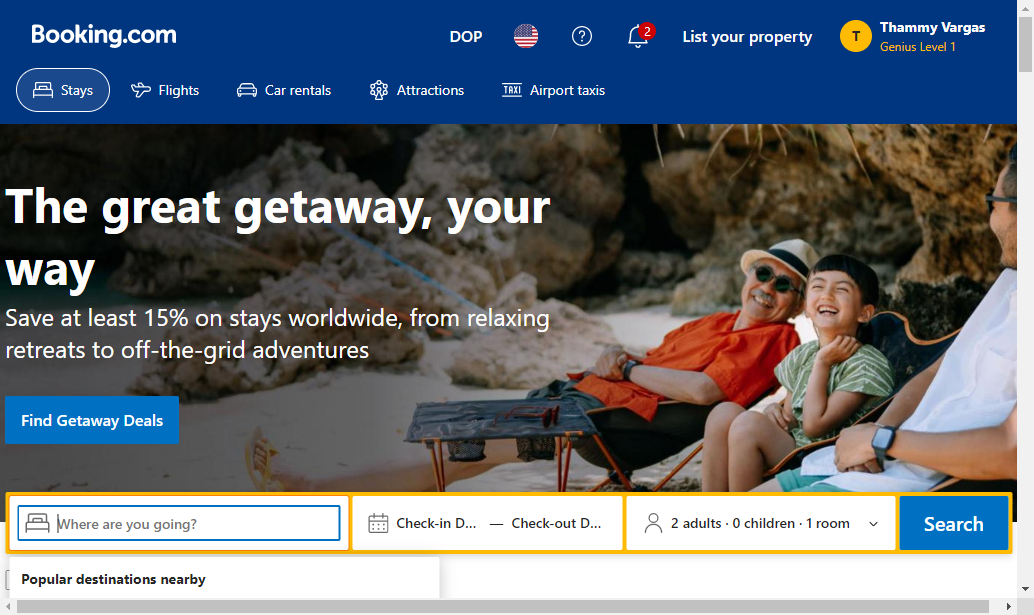 Booking.com
DOP
2
List your property
T
Thammy Vargas
Genius Level 1
Stays
Flights
Car rentals
Attractions
TAXI
Airport taxis
The great getaway, your
way
Save at least 15% on stays worldwide, from relaxing
retreats to off-the-grid adventures
Find Getaway Deals
Where are you going?
Check-in D... — Check-out D...
2 adults · 0 children · 1 room
Search
Popular destinations nearby